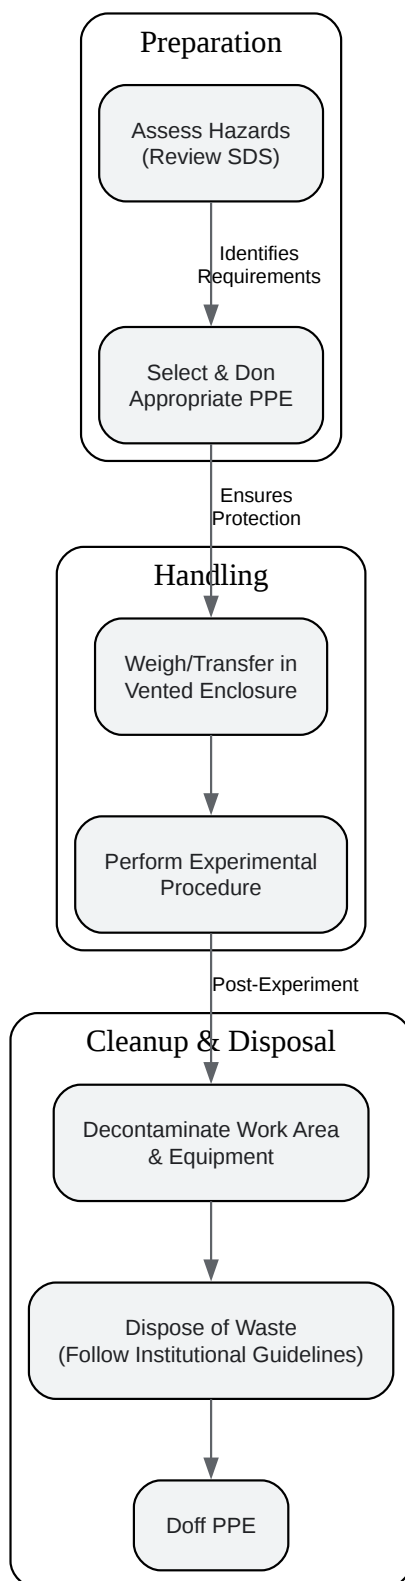 Preparation
Assess Hazards
(Review SDS)
Identifies
Requirements
Select & Don
Appropriate PPE
Ensures
Protection
Handling
Weigh/Transfer in
Vented Enclosure
Perform Experimental
Procedure
Post-Experiment
Cleanup & Disposal
Decontaminate Work Area
& Equipment
Dispose of Waste
(Follow Institutional Guidelines)
Doff PPE